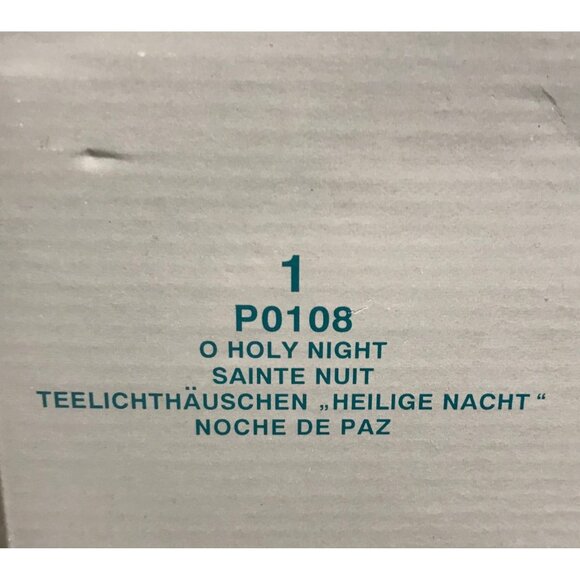 1
P0108
O HOLY NIGHT
SAINTE NUIT
TEELICHTHÄUSCHEN „HEILIGE NACHT“
NOCHE DE PAZ